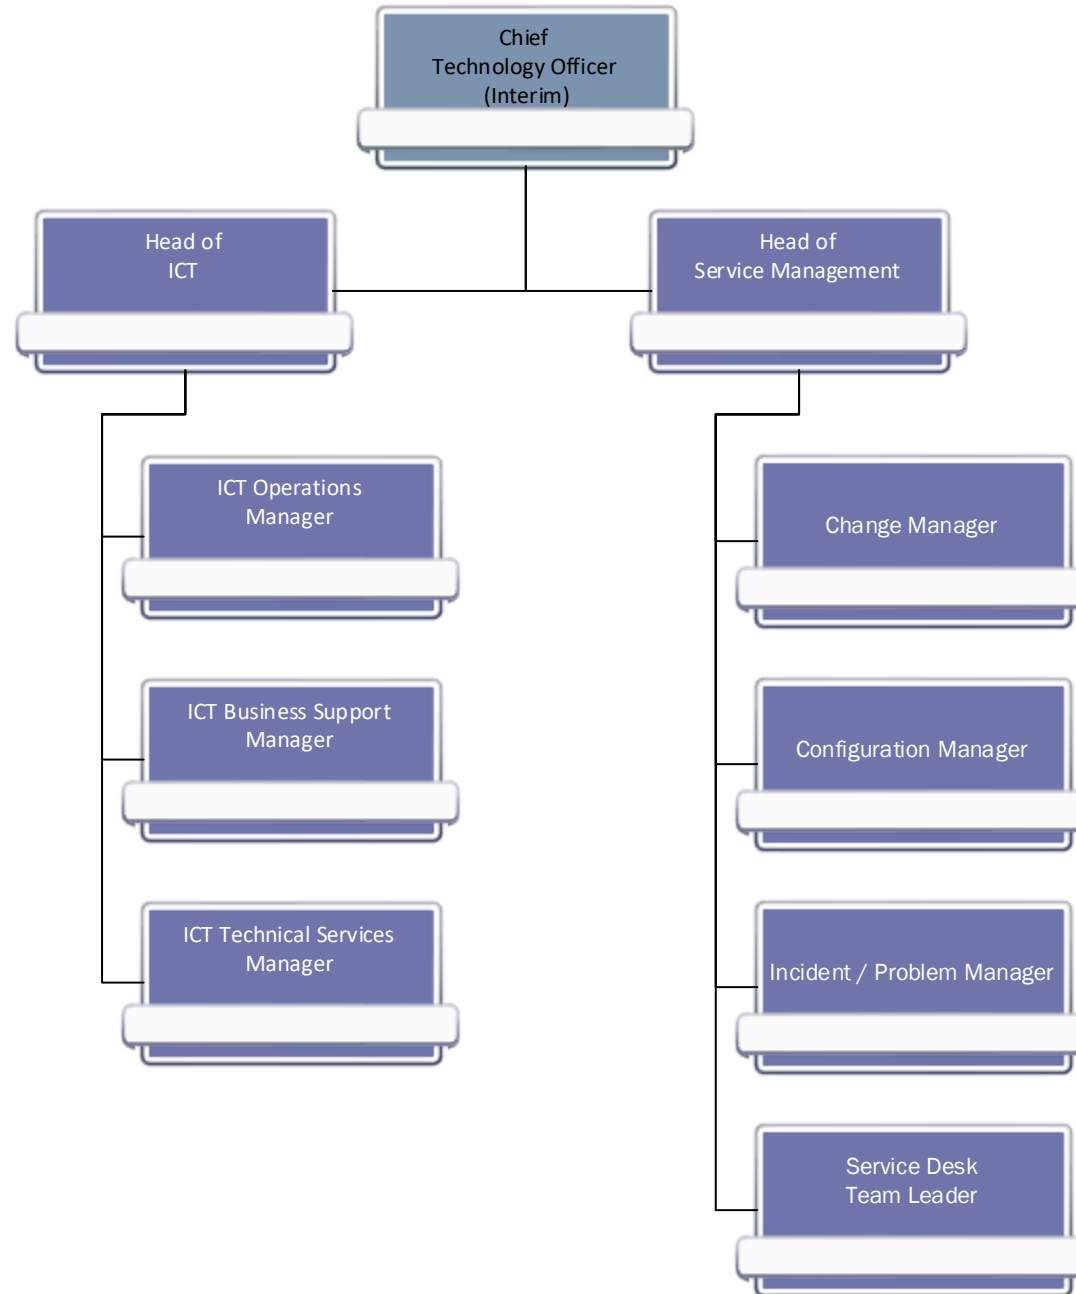 Chief
Technology Officer
(Interim)
Head of
ICT
Head of
Service Management
ICT Operations
Manager
ICT Business Support
Manager
ICT Technical Services
Manager
Change Manager
Configuration Manager
Incident / Problem Manager
Service Desk
Team Leader